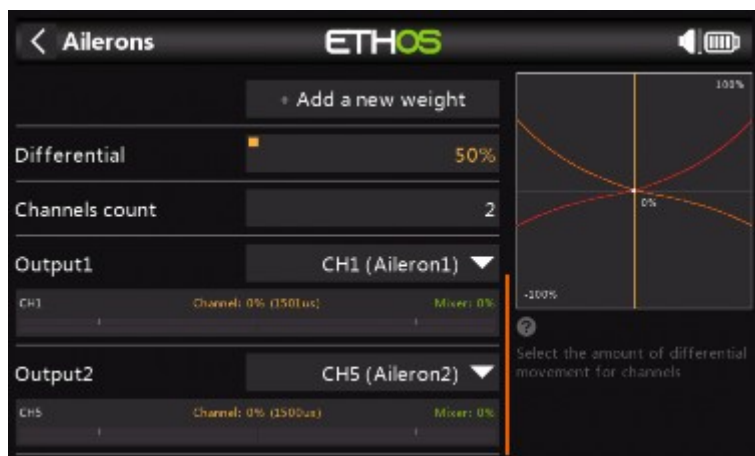 Ailerons
ETHOS
+ Add a new weight
Differential
50%
Channels count
2
Output1
CH1 (Aileron1)
CH1
Channel: 0% (1501us)
Mixer: 0%
Output2
CH5 (Aileron2)
CH5
Channel: 0% (1500us)
Mixer: 0%
100%
0%
-100%
?
Select the amount of differential
movement for channels